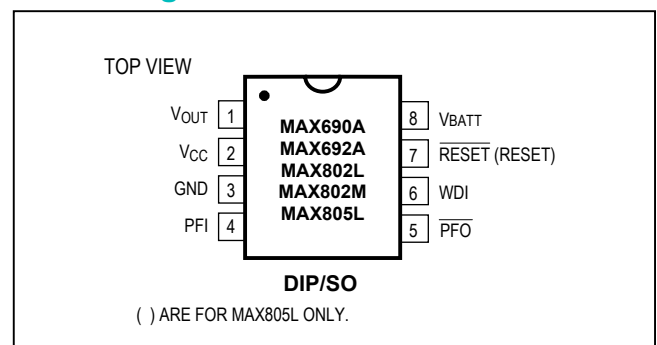 TOP VIEW
VOUT 1
VCC 2
GND 3
PFI 4
MAX690A
MAX692A
MAX802L
MAX802M
MAX805L
8 VBATT
7 RESET (RESET)
6 WDI
5 PFO
DIP/SO
( ) ARE FOR MAX805L ONLY.